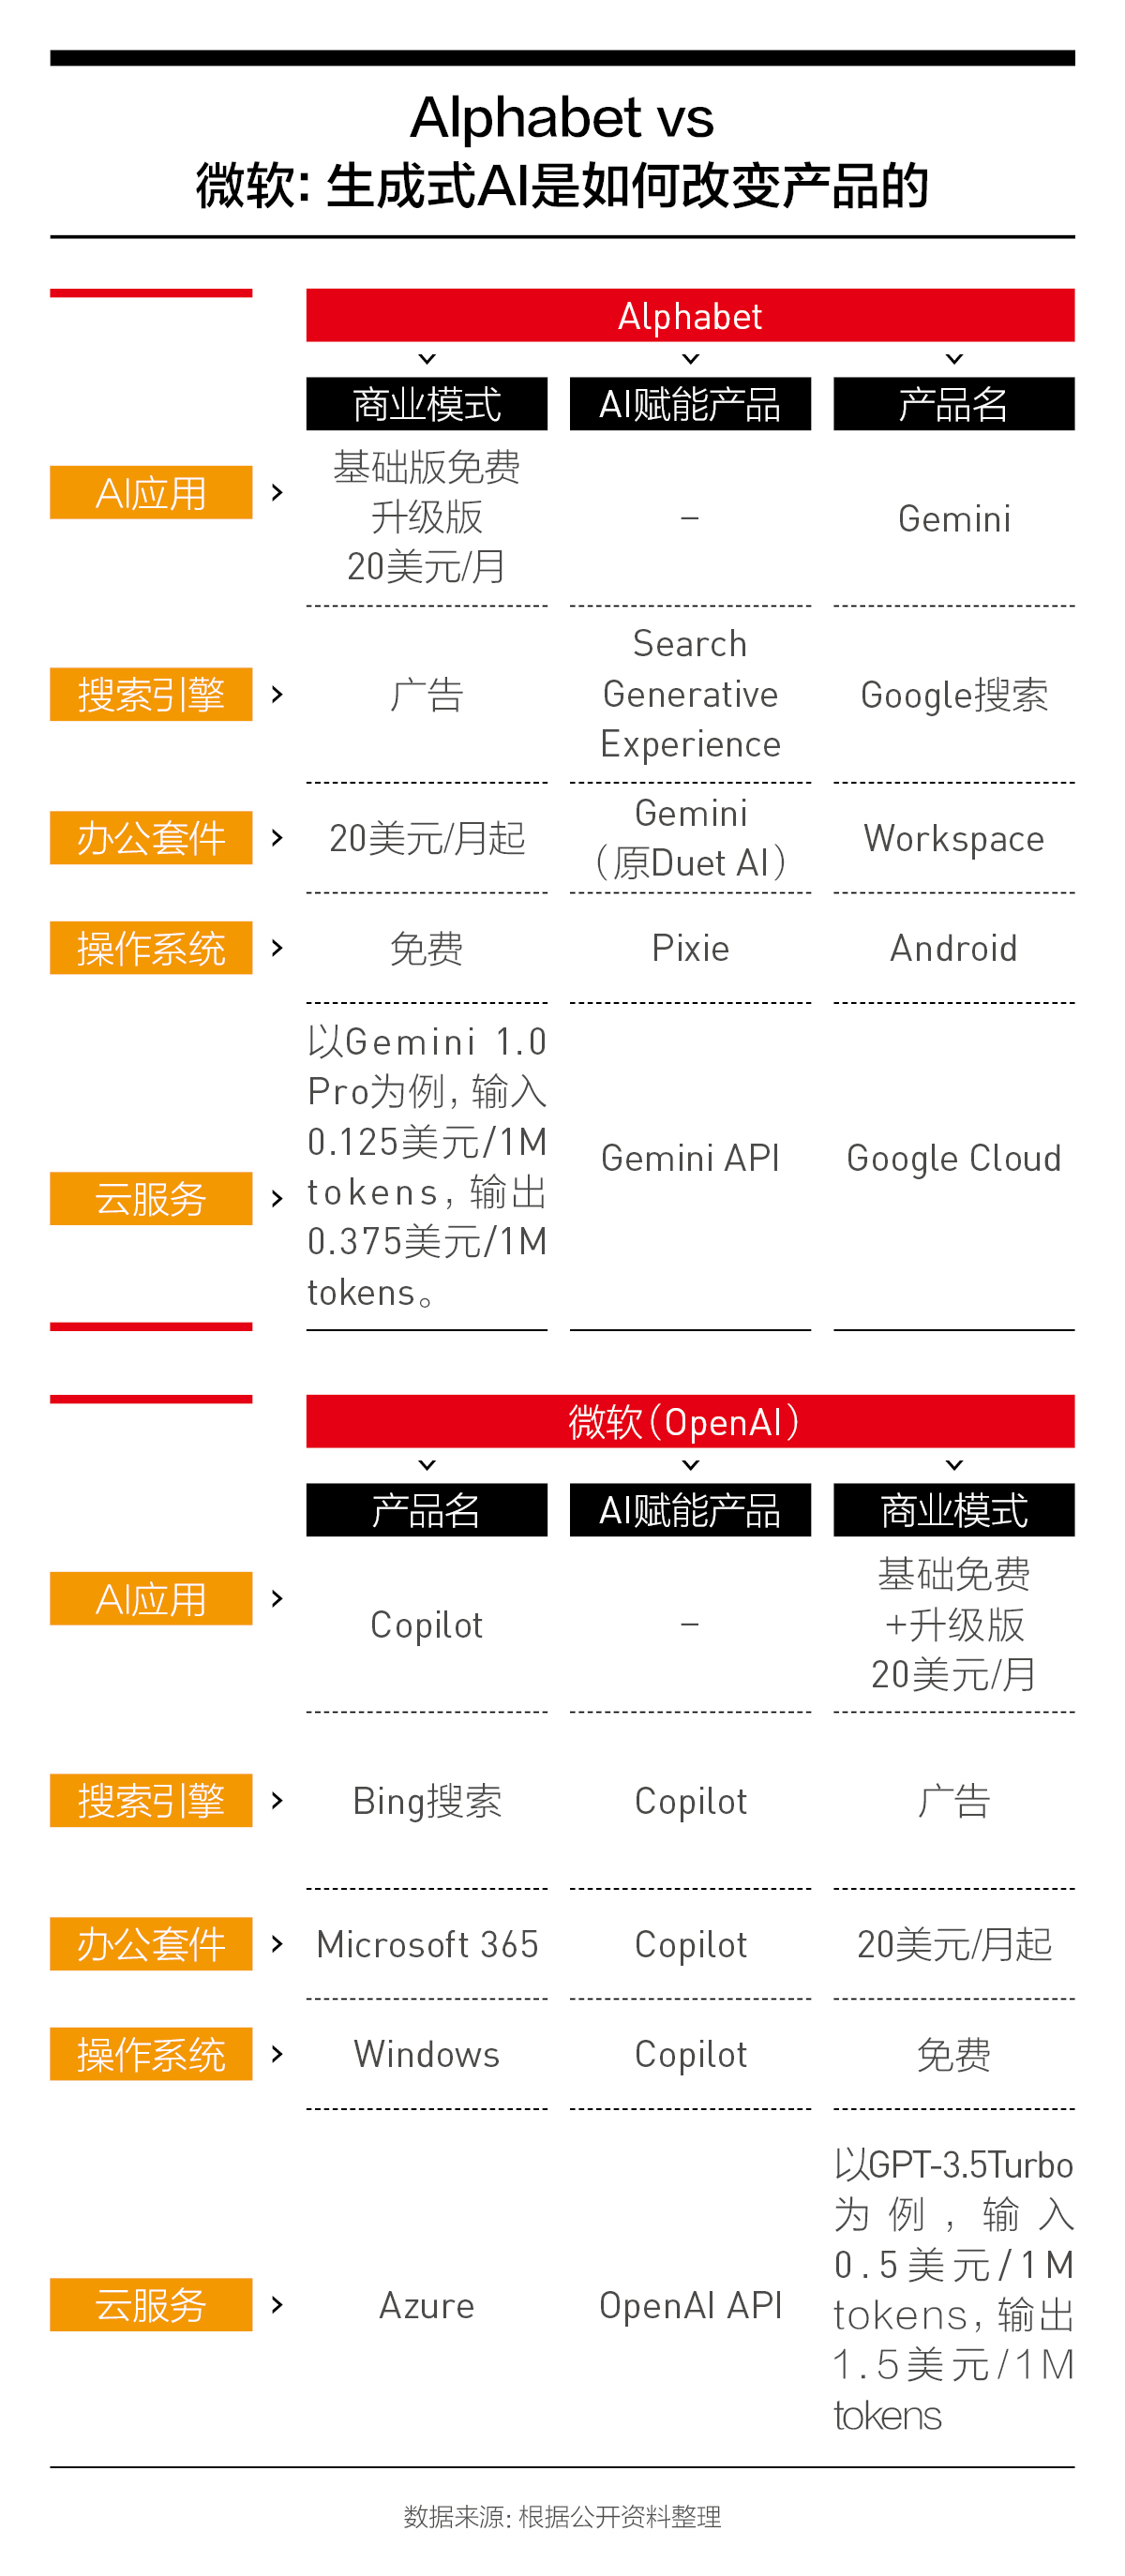 Alphabet vs
微软：生成式AI是如何改变产品的
Alphabet
商业模式 AI赋能产品 产品名
AI应用
基础版免费
升级版
20美元/月
–
Gemini
搜索引擎
广告
Search
Generative
Experience
Google搜索
办公套件
20美元/月起
Gemini
（原Duet AI）
Workspace
操作系统
免费
Pixie
Android
云服务
以Gemini 1.0
Pro为例，输入
0.125美元/1M
tokens，输出
0.375美元/1M
tokens。
Gemini API
Google Cloud
微软（OpenAI）
产品名 AI赋能产品 商业模式
AI应用
Copilot
–
基础免费
+升级版
20美元/月
搜索引擎
Bing搜索
Copilot
广告
办公套件
Microsoft 365
Copilot
20美元/月起
操作系统
Windows
Copilot
免费
云服务
Azure
OpenAI API
以GPT-3.5Turbo
为例，输入
0.5美元/1M
tokens，输出
1.5美元/1M
tokens
数据来源：根据公开资料整理